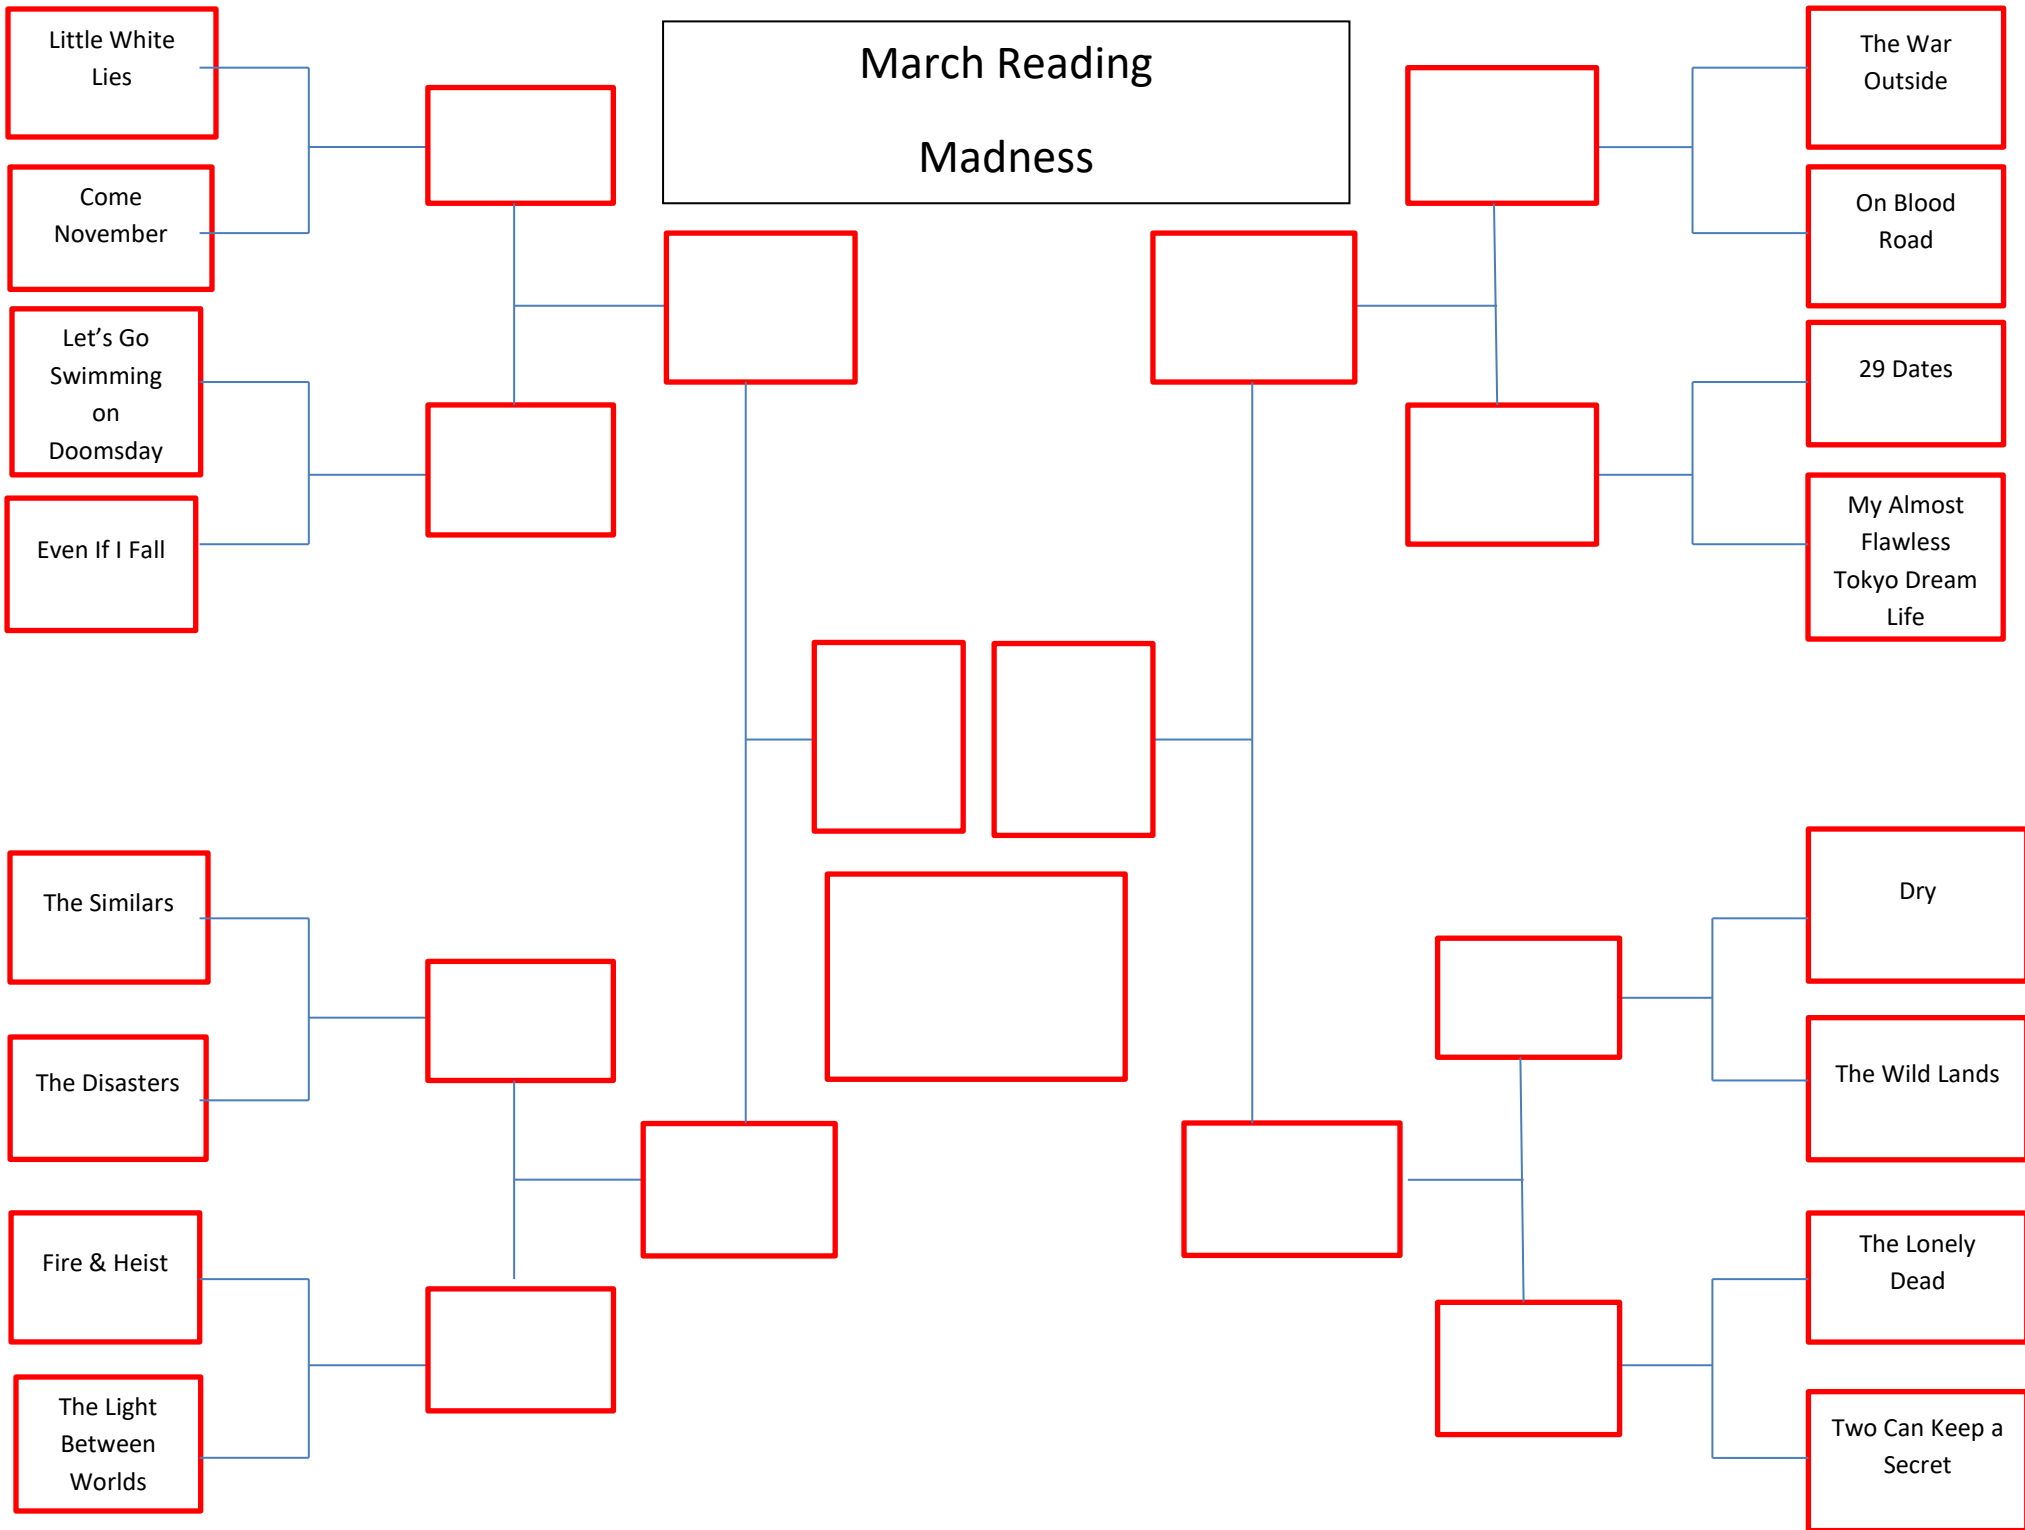 March Reading
Madness
Little White
Lies
Come
November
Let’s Go
Swimming
on
Doomsday
Even If I Fall
The Similars
The Disasters
Fire & Heist
The Light
Between
Worlds
The War
Outside
On Blood
Road
29 Dates
My Almost
Flawless
Tokyo Dream
Life
Dry
The Wild Lands
The Lonely
Dead
Two Can Keep a
Secret